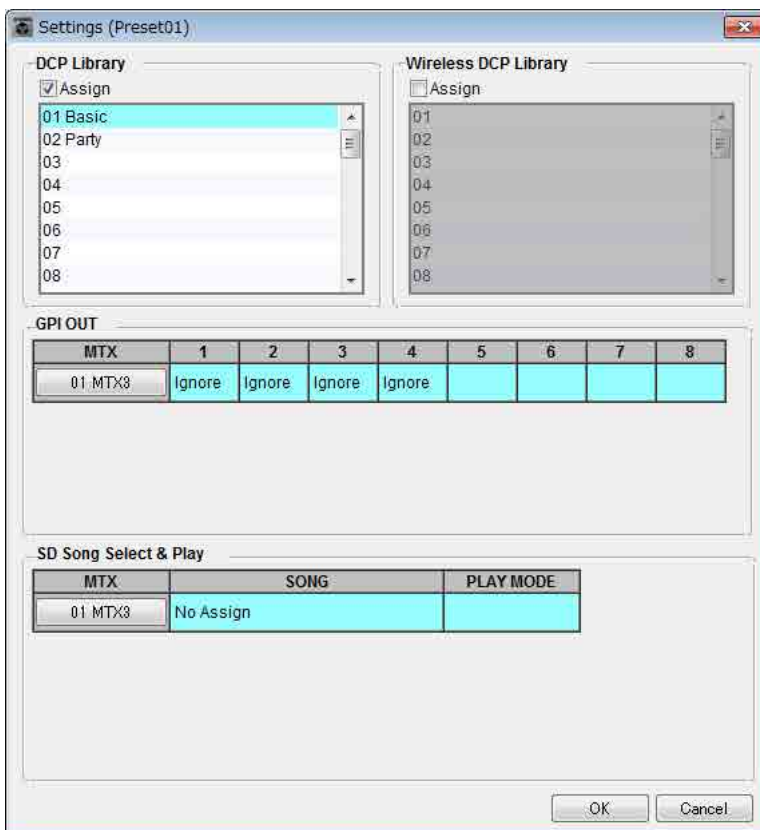 Settings (Preset01)
DCP Library
Assign
01 Basic
02 Party
03
04
05
06
07
08
Wireless DCP Library
Assign
01
02
03
04
05
06
07
08
GPI OUT
MTX 1 2 3 4 5 6 7 8
01 MTX3 Ignore Ignore Ignore Ignore
SD Song Select & Play
MTX SONG PLAY MODE
01 MTX3 No Assign
OK Cancel